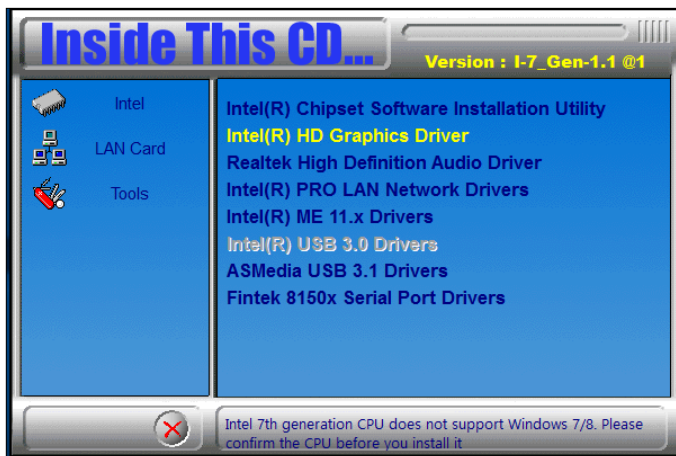 Inside This CD...
Version : I-7_Gen-1.1 @1
Intel
LAN Card
Tools
Intel(R) Chipset Software Installation Utility
Intel(R) HD Graphics Driver
Realtek High Definition Audio Driver
Intel(R) PRO LAN Network Drivers
Intel(R) ME 11.x Drivers
Intel(R) USB 3.0 Drivers
ASMedia USB 3.1 Drivers
Fintek 8150x Serial Port Drivers
Intel 7th generation CPU does not support Windows 7/8. Please
confirm the CPU before you install it